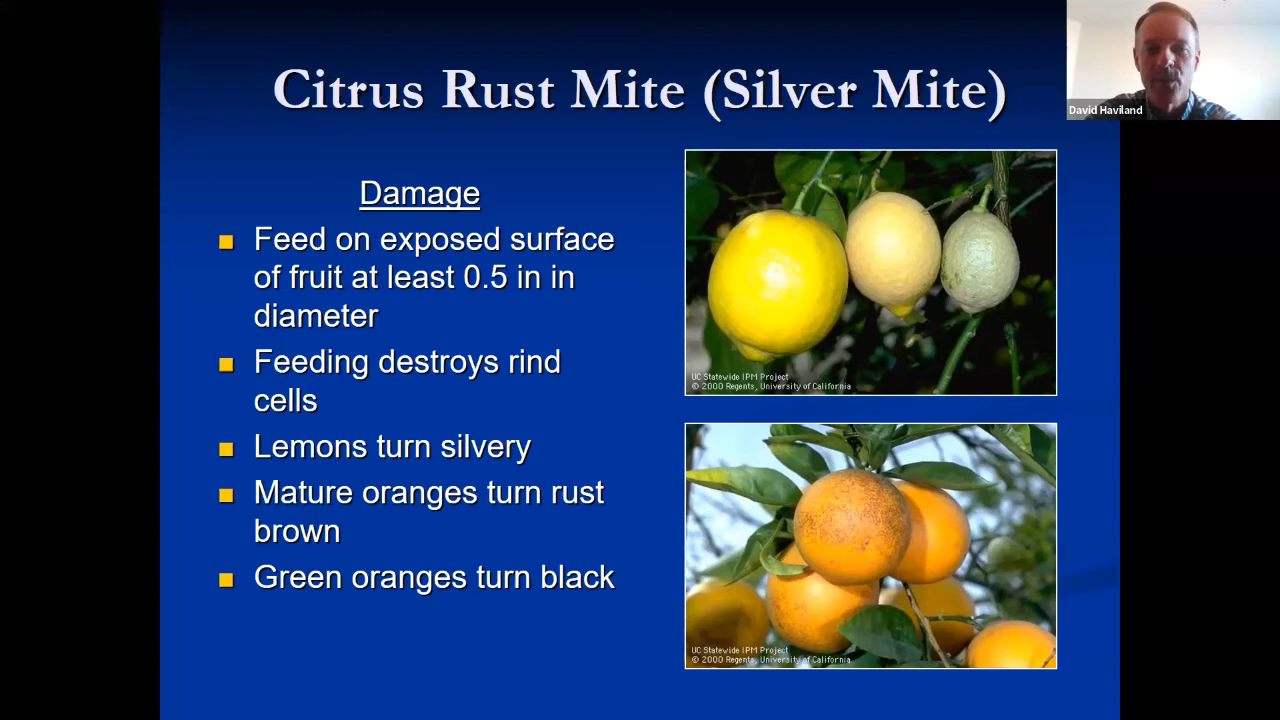 Citrus Rust Mite (Silver Mite)
David Haviland
Damage
Feed on exposed surface
of fruit at least 0.5 in in
diameter
Feeding destroys rind
cells
Lemons turn silvery
Mature oranges turn rust
brown
Green oranges turn black
UC Statewide IPM Project
© 2000 Regents, University of California
UC Statewide IPM Project
© 2000 Regents, University of California